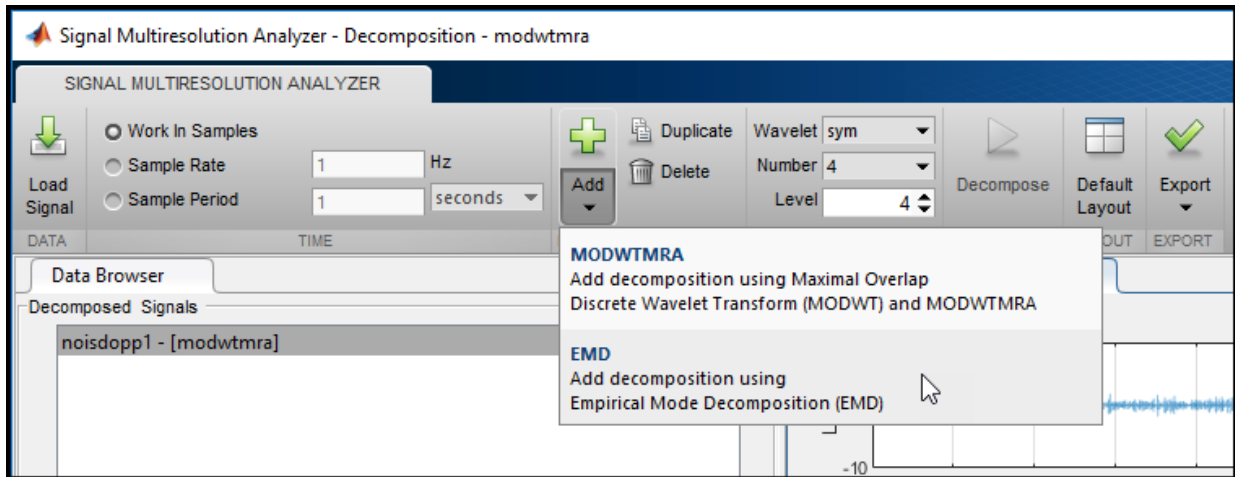 Signal Multiresolution Analyzer - Decomposition - modwtmra
SIGNAL MULTIRESOLUTION ANALYZER
Load
Signal
Work In Samples
Sample Rate 1 Hz
Sample Period 1 seconds
Add
Duplicate
Delete
Wavelet sym
Number 4
Level 4
Decompose
Default
Layout
Export
DATA TIME OUT EXPORT
MODWTMRA
Add decomposition using Maximal Overlap
Discrete Wavelet Transform (MODWT) and MODWTMRA
EMD
Add decomposition using
Empirical Mode Decomposition (EMD)
Data Browser
Decomposed Signals
noisdopp1 - [modwtmra]
-10